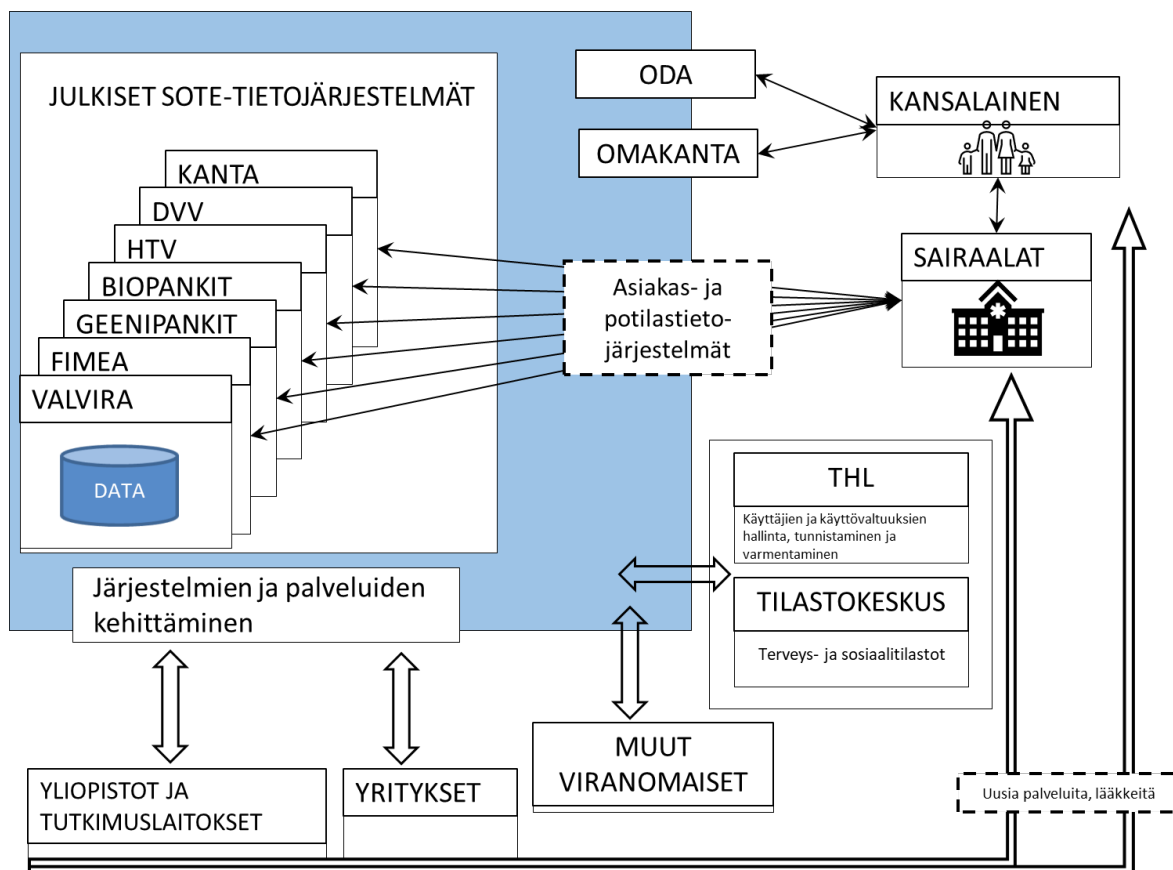 JULKISET SOTE-TIETOJÄRJESTELMÄT
KANTA
DVV
HTV
BIOPANKIT
GEENIPANKIT
FIMEA
VALVIRA
DATA
ODA
OMAKANTA
KANSALAINEN
SAIRAALAT
Asiakas- ja
potilastieto-
järjestelmät
THL
Käyttäjien ja käyttövaltuuksien
hallinta, tunnistaminen ja
varmentaminen
TILASTOKESKUS
Terveys- ja sosiaalitilastot
Järjestelmien ja palveluiden
kehittäminen
YLIOPISTOT JA
TUTKIMUSLAITOKSET
YRITYKSET
MUUT
VIRANOMAISET
Uusia palveluita, lääkkeitä